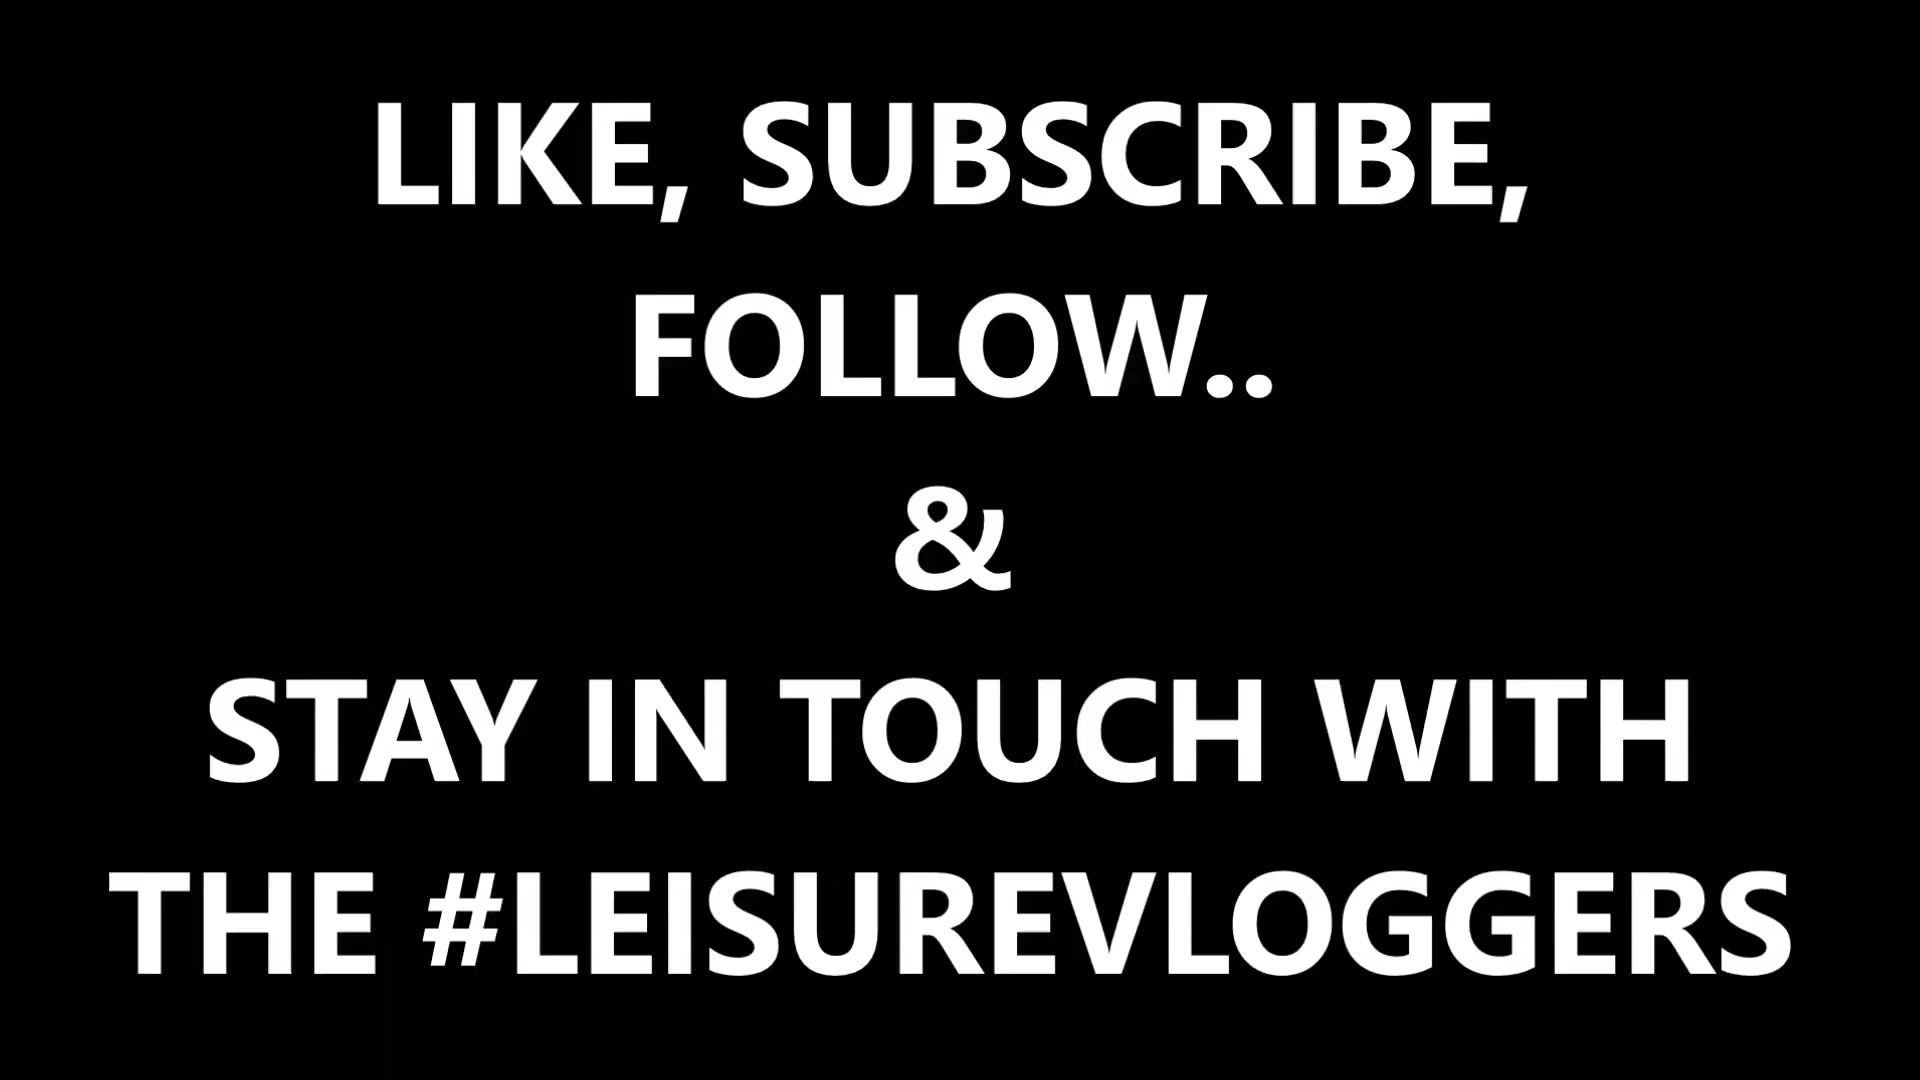 LIKE, SUBSCRIBE,
FOLLOW..
&
STAY IN TOUCH WITH
THE #LEISUREVLOGGERS